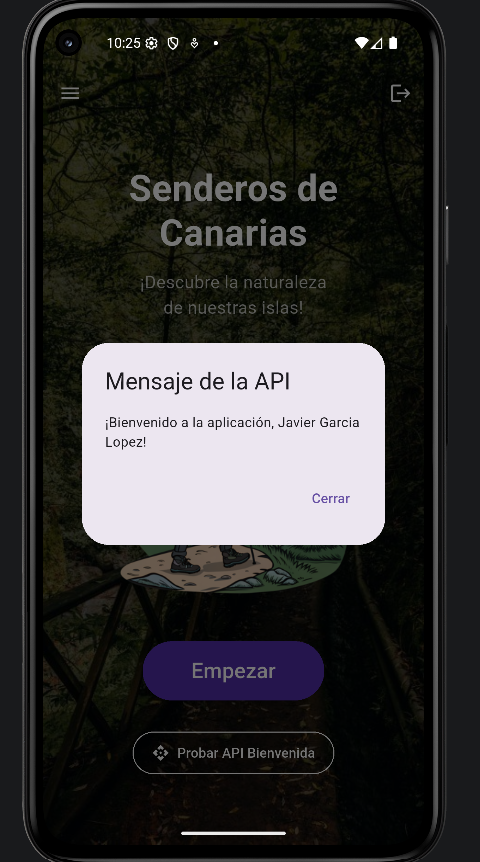 10:25
Senderos de
Canarias
¡Descubre la naturaleza
de nuestras islas!
Mensaje de la API
¡Bienvenido a la aplicación, Javier Garcia
Lopez!
Cerrar
Empezar
Probar API Bienvenida